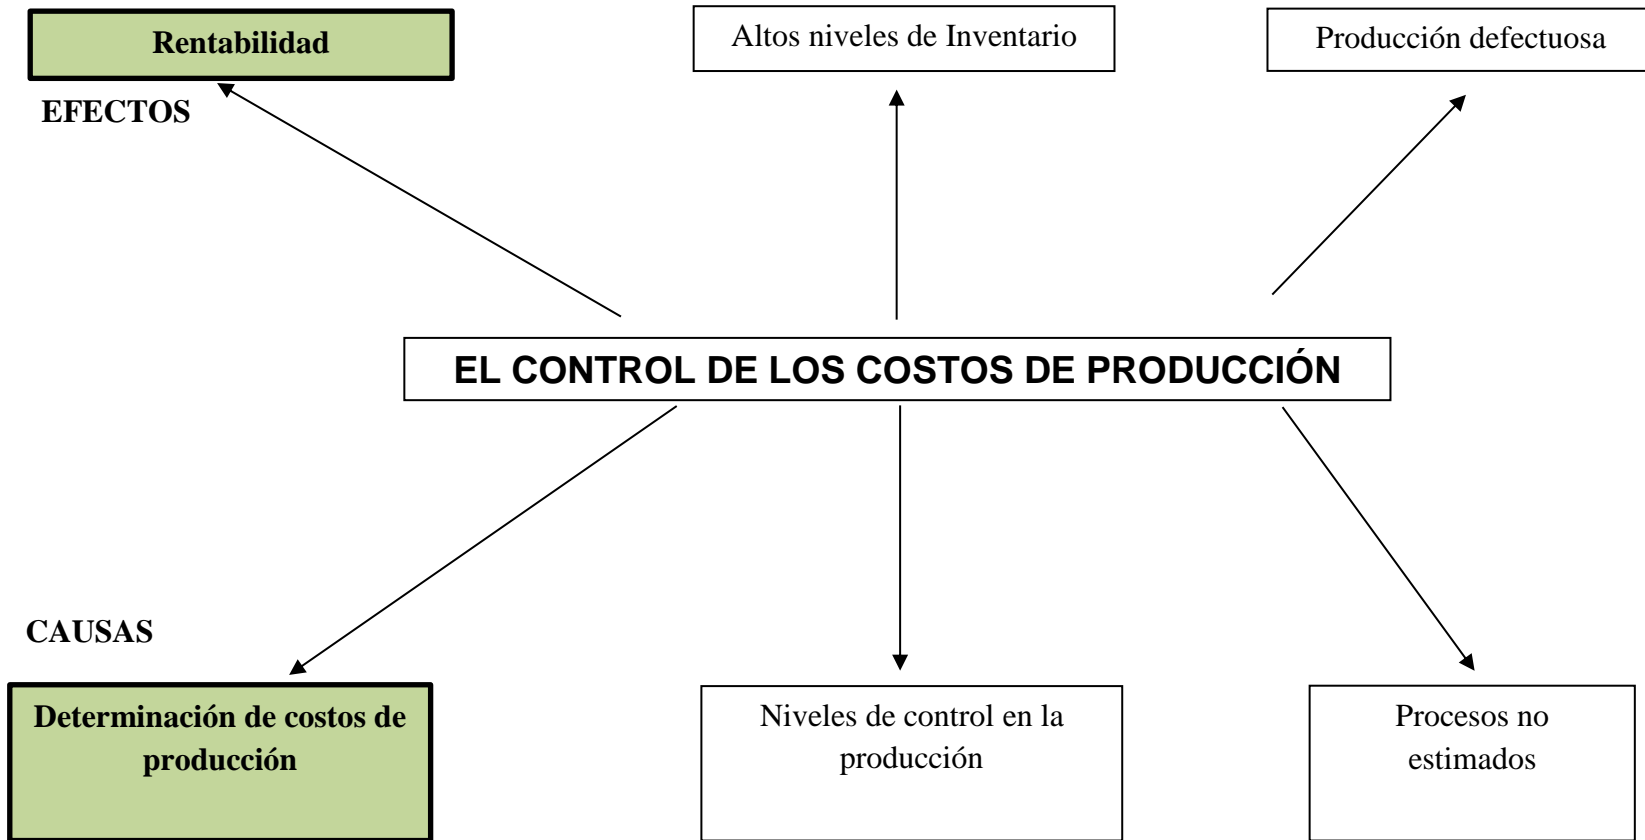 Rentabilidad
Altos niveles de Inventario
Producción defectuosa
EFECTOS
EL CONTROL DE LOS COSTOS DE PRODUCCIÓN
CAUSAS
Determinación de costos de
producción
Niveles de control en la
producción
Procesos no
estimados